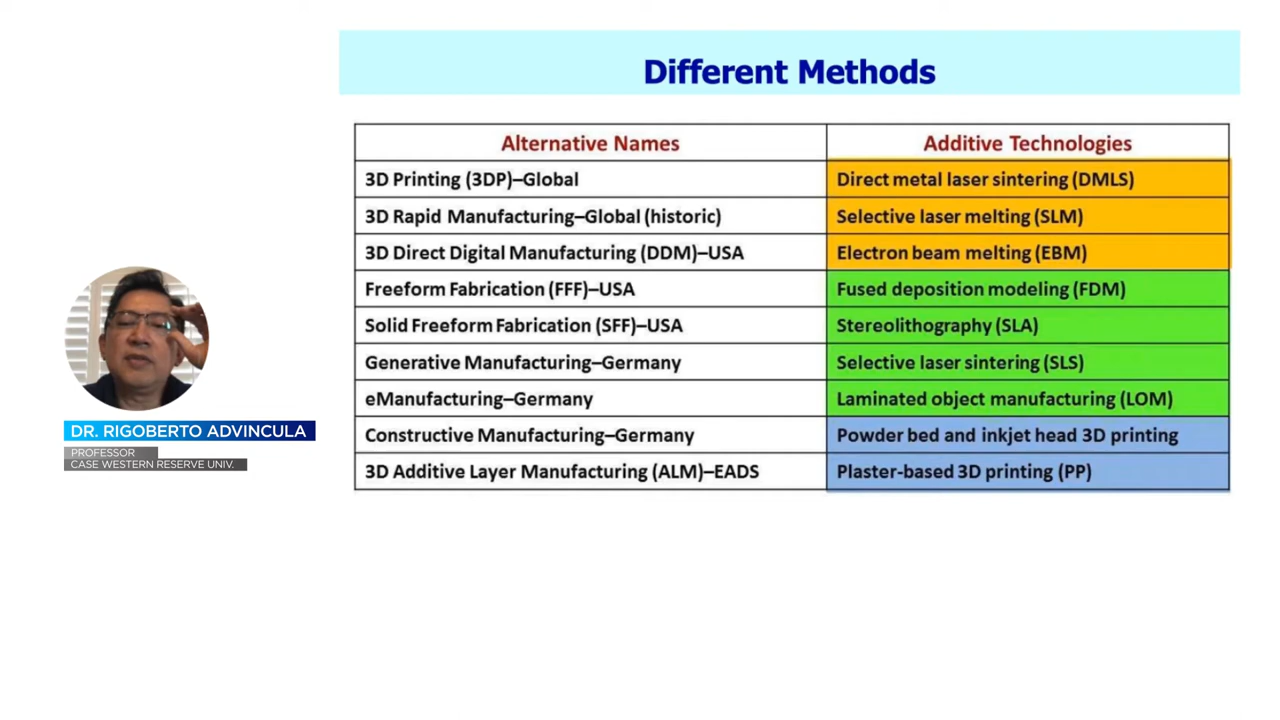 Different Methods
Alternative Names Additive Technologies
3D Printing (3DP)–Global Direct metal laser sintering (DMLS)
3D Rapid Manufacturing–Global (historic) Selective laser melting (SLM)
3D Direct Digital Manufacturing (DDM)–USA Electron beam melting (EBM)
Freeform Fabrication (FFF)–USA Fused deposition modeling (FDM)
Solid Freeform Fabrication (SFF)–USA Stereolithography (SLA)
Generative Manufacturing–Germany Selective laser sintering (SLS)
eManufacturing–Germany Laminated object manufacturing (LOM)
Constructive Manufacturing–Germany Powder bed and inkjet head 3D printing
3D Additive Layer Manufacturing (ALM)–EADS Plaster-based 3D printing (PP)
DR. RIGOBERTO ADVINCULA
PROFESSOR
CASE WESTERN RESERVE UNIV.